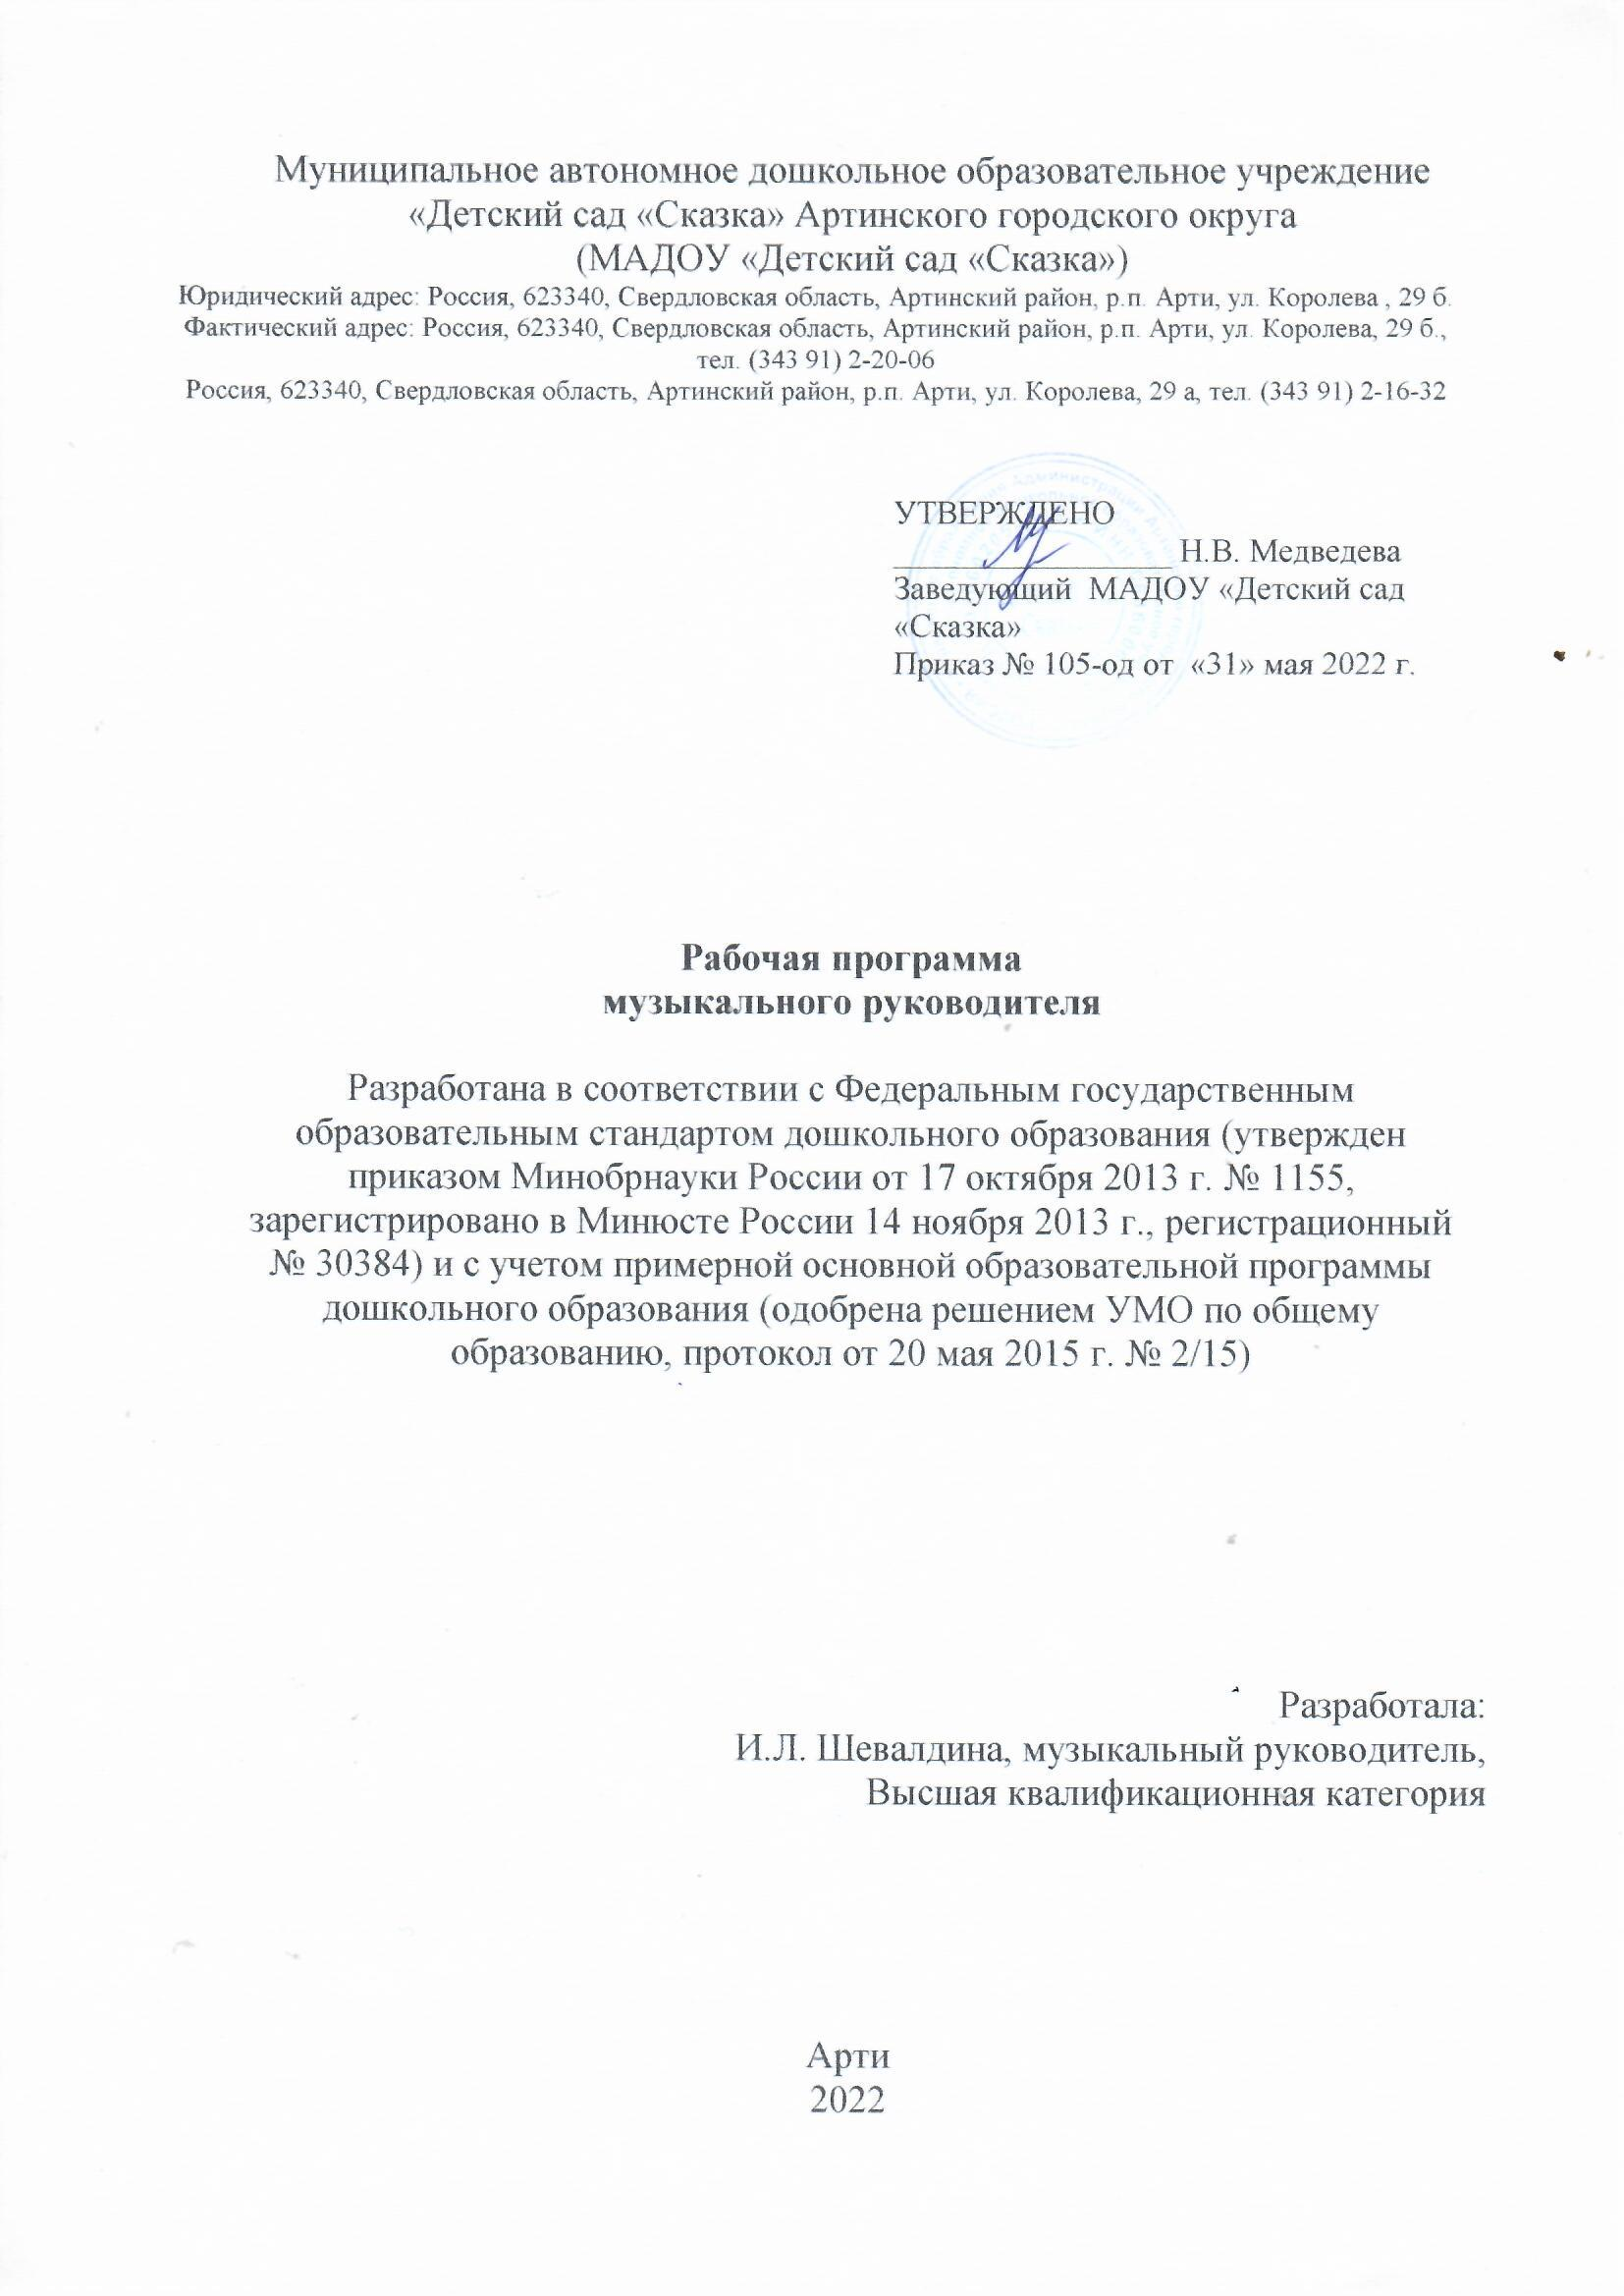 Муниципальное автономное дошкольное образовательное учреждение
«Детский сад «Сказка» Артинского городского округа
(МАДОУ «Детский сад «Сказка»)
Юридический адрес: Россия, 623340, Свердловская область, Артинский район, р.п. Арти, ул. Королева , 29 б.
Фактический адрес: Россия, 623340, Свердловская область, Артинский район, р.п. Арти, ул. Королева, 29 б.,
тел. (343 91) 2-20-06
Россия, 623340, Свердловская область, Артинский район, р.п. Арти, ул. Королева, 29 а, тел. (343 91) 2-16-32
УТВЕРЖДЕНО
________________ Н.В. Медведева
Заведующий МАДОУ «Детский сад
«Сказка»
Приказ № 105-од от «31» мая 2022 г.
Рабочая программа
музыкального руководителя
Разработана в соответствии с Федеральным государственным
образовательным стандартом дошкольного образования (утвержден
приказом Минобрнауки России от 17 октября 2013 г. № 1155,
зарегистрировано в Минюсте России 14 ноября 2013 г., регистрационный
№ 30384) и с учетом примерной основной образовательной программы
дошкольного образования (одобрена решением УМО по общему
образованию, протокол от 20 мая 2015 г. № 2/15)
Разработала:
И.Л. Шевалдина, музыкальный руководитель,
Высшая квалификационная категория
Арти
2022